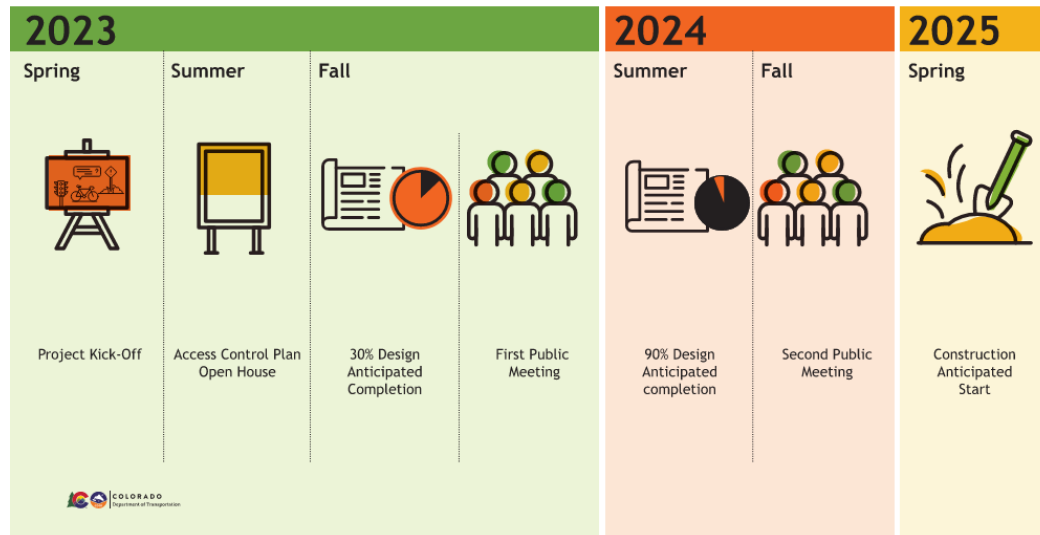 2023
2024
2025
Spring
Summer
Fall
Summer
Fall
Spring
Project Kick-Off
Access Control Plan
Open House
30% Design
Anticipated
Completion
First Public
Meeting
90% Design
Anticipated
completion
Second Public
Meeting
Construction
Anticipated
Start
COLORADO
Department of Transportation